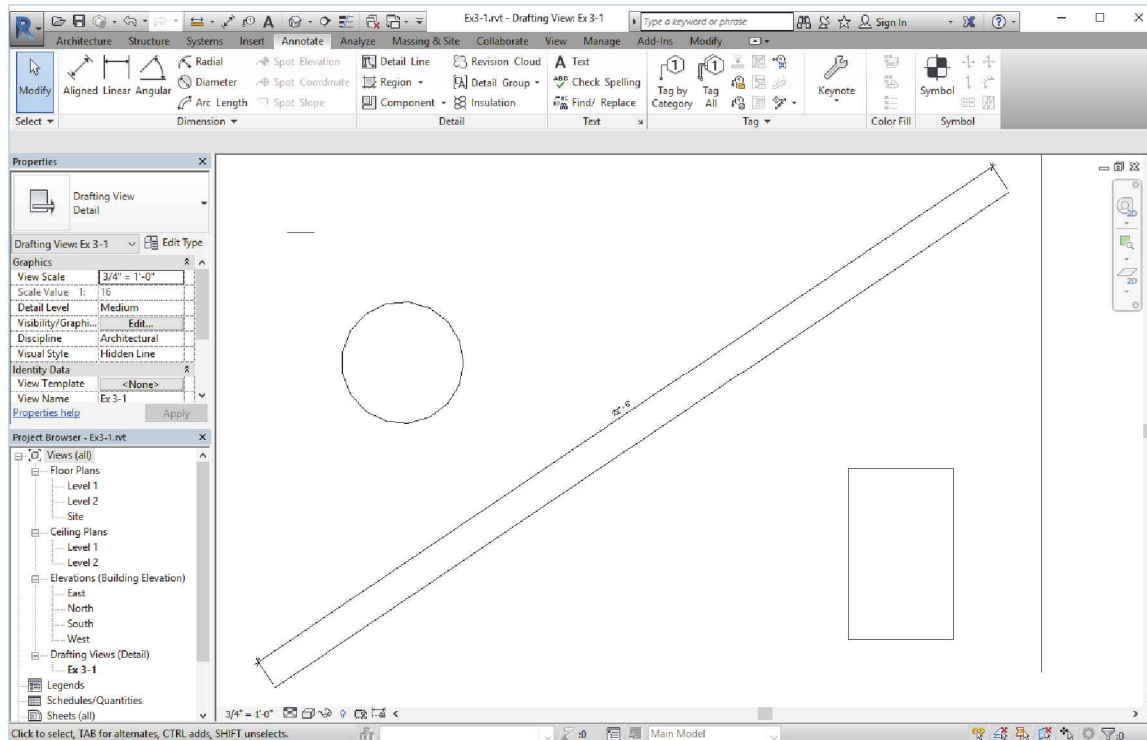 Ex3-1.rvt - Drafting View: Ex 3-1
Type a keyword or phrase
Sign In
Architecture Structure Systems Insert Annotate Analyze Massing & Site Collaborate View Manage Add-Ins Modify
Modify
Aligned Linear Angular
Radial
Diameter
Arc Length
Spot Elevation
Spot Coordinate
Spot Slope
Detail Line
Region
Component
Revision Cloud
Detail Group
Insulation
A Text
ABC Check Spelling
Find/ Replace
Tag by Category
Tag All
Keynote
Symbol
Select
Dimension
Detail
Text
Tag
Color Fill
Symbol
Properties
Drafting View
Detail
Drafting View: Ex 3-1
Edit Type
Graphics
View Scale 3/4" = 1'-0"
Scale Value 1: 16
Detail Level Medium
Visibility/Graphi... Edit...
Discipline Architectural
Visual Style Hidden Line
Identity Data
View Template <None>
View Name Ex 3-1
Properties help Apply
Project Browser - Ex3-1.rvt
Views (all)
Floor Plans
Level 1
Level 2
Site
Ceiling Plans
Level 1
Level 2
Elevations (Building Elevation)
East
North
South
West
Drafting Views (Detail)
Ex 3-1
Legends
Schedules/Quantities
Sheets (all)
2D
2D
3/4" = 1'-0"
Click to select, TAB for alternates, CTRL adds, SHIFT unselects.
:0
Main Model
:0